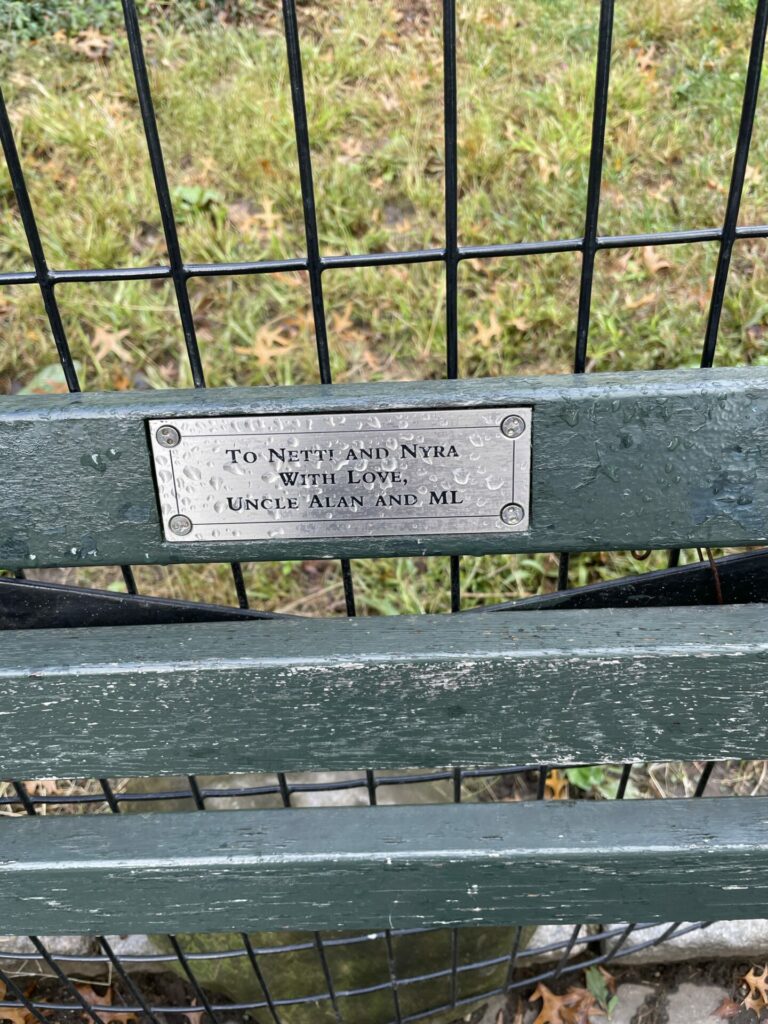 To Netti and Nyra
With Love,
Uncle Alan and ML